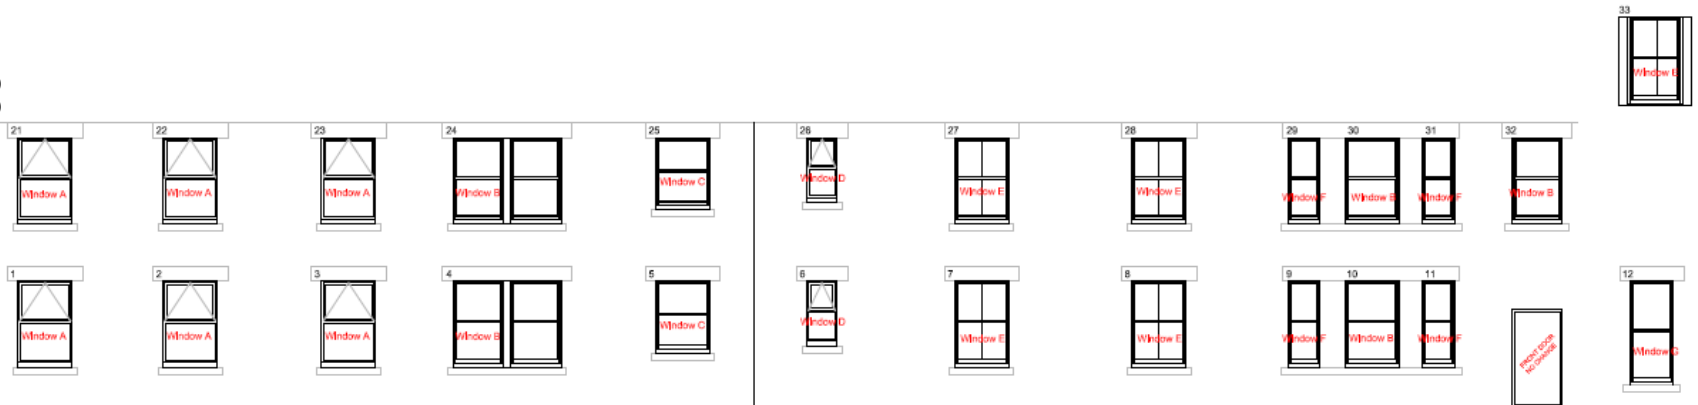 33
Window E
21 22 23 24 25 26 27 28 29 30 31 32
Window A Window A Window A Window B Window C Window D Window E Window E Window F Window B Window F Window B
1 2 3 4 5 6 7 8 9 10 11 12
Window A Window A Window A Window B Window C Window D Window E Window E Window F Window B Window F Window G
FRONT DOOR
NO CHANGE